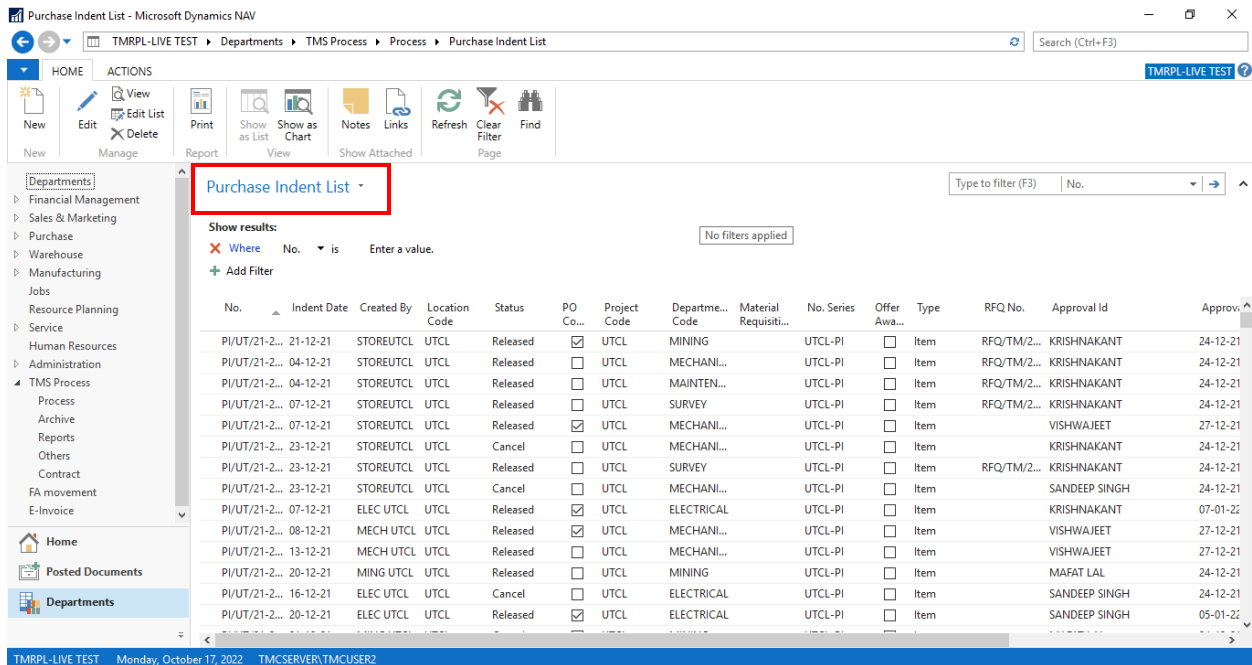 Purchase Indent List - Microsoft Dynamics NAV
TMRPL-LIVE TEST Departments TMS Process Process Purchase Indent List
Search (Ctrl+F3)
HOME ACTIONS
TMRPL-LIVE TEST
New
Edit
View
Edit List
Delete
Print
Show as List
Show as Chart
Notes
Links
Refresh
Clear Filter
Find
New Manage Report View Show Attached Page
Departments
Financial Management
Sales & Marketing
Purchase
Warehouse
Manufacturing
Jobs
Resource Planning
Service
Human Resources
Administration
TMS Process
Process
Archive
Reports
Others
Contract
FA movement
E-Invoice
Home
Posted Documents
Departments
Purchase Indent List
Type to filter (F3) No.
Show results:
Where No. is Enter a value.
Add Filter
No filters applied
No. Indent Date Created By Location Code Status PO Co... Project Code Departme... Code Material Requisiti... No. Series Offer Awa... Type RFQ No. Approval Id Approv
PI/UT/21-2... 21-12-21 STOREUTCL UTCL Released UTCL MINING UTCL-PI Item RFQ/TM/2... KRISHNAKANT 24-12-21
PI/UT/21-2... 04-12-21 STOREUTCL UTCL Released UTCL MECHANI... UTCL-PI Item RFQ/TM/2... KRISHNAKANT 24-12-21
PI/UT/21-2... 04-12-21 STOREUTCL UTCL Released UTCL MAINTEN... UTCL-PI Item RFQ/TM/2... KRISHNAKANT 24-12-21
PI/UT/21-2... 07-12-21 STOREUTCL UTCL Released UTCL SURVEY UTCL-PI Item RFQ/TM/2... KRISHNAKANT 24-12-21
PI/UT/21-2... 07-12-21 STOREUTCL UTCL Released UTCL MECHANI... UTCL-PI Item VISHWAJEET 27-12-21
PI/UT/21-2... 23-12-21 STOREUTCL UTCL Cancel UTCL MECHANI... UTCL-PI Item KRISHNAKANT 24-12-21
PI/UT/21-2... 23-12-21 STOREUTCL UTCL Released UTCL SURVEY UTCL-PI Item RFQ/TM/2... KRISHNAKANT 24-12-21
PI/UT/21-2... 23-12-21 STOREUTCL UTCL Cancel UTCL MECHANI... UTCL-PI Item SANDEEP SINGH 24-12-21
PI/UT/21-2... 07-12-21 ELEC UTCL UTCL Released UTCL ELECTRICAL UTCL-PI Item KRISHNAKANT 07-01-22
PI/UT/21-2... 08-12-21 MECH UTCL UTCL Released UTCL MECHANI... UTCL-PI Item VISHWAJEET 27-12-21
PI/UT/21-2... 13-12-21 MECH UTCL UTCL Released UTCL MECHANI... UTCL-PI Item VISHWAJEET 27-12-21
PI/UT/21-2... 20-12-21 MING UTCL UTCL Released UTCL MINING UTCL-PI Item MAFAT LAL 24-12-21
PI/UT/21-2... 16-12-21 ELEC UTCL UTCL Cancel UTCL ELECTRICAL UTCL-PI Item SANDEEP SINGH 24-12-21
PI/UT/21-2... 20-12-21 ELEC UTCL UTCL Released UTCL ELECTRICAL UTCL-PI Item SANDEEP SINGH 05-01-22
TMRPL-LIVE TEST Monday, October 17, 2022 TMCSERVER\TMCUSER2